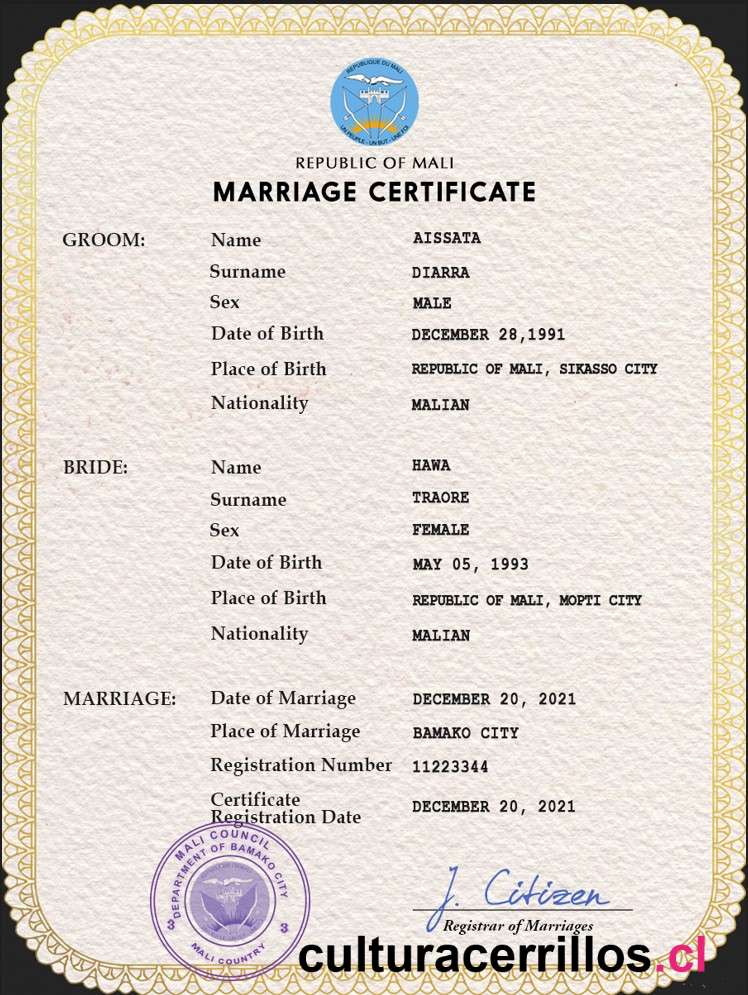 REPUBLIQUE DU MALI
UN PEUPLE - UN BUT - UNE FOI
REPUBLIC OF MALI
MARRIAGE CERTIFICATE
GROOM: Name AISSATA
Surname DIARRA
Sex MALE
Date of Birth DECEMBER 28,1991
Place of Birth REPUBLIC OF MALI, SIKASSO CITY
Nationality MALIAN
BRIDE: Name HAWA
Surname TRAORE
Sex FEMALE
Date of Birth MAY 05, 1993
Place of Birth REPUBLIC OF MALI, MOPTI CITY
Nationality MALIAN
MARRIAGE: Date of Marriage DECEMBER 20, 2021
Place of Marriage BAMAKO CITY
Registration Number 11223344
Certificate
Registration Date DECEMBER 20, 2021
MALI COUNCIL
DEPARTMENT OF BAMAKO CITY
3 3
MALI COUNTRY
J. Citizen
Registrar of Marriages
culturacerrillos.cl